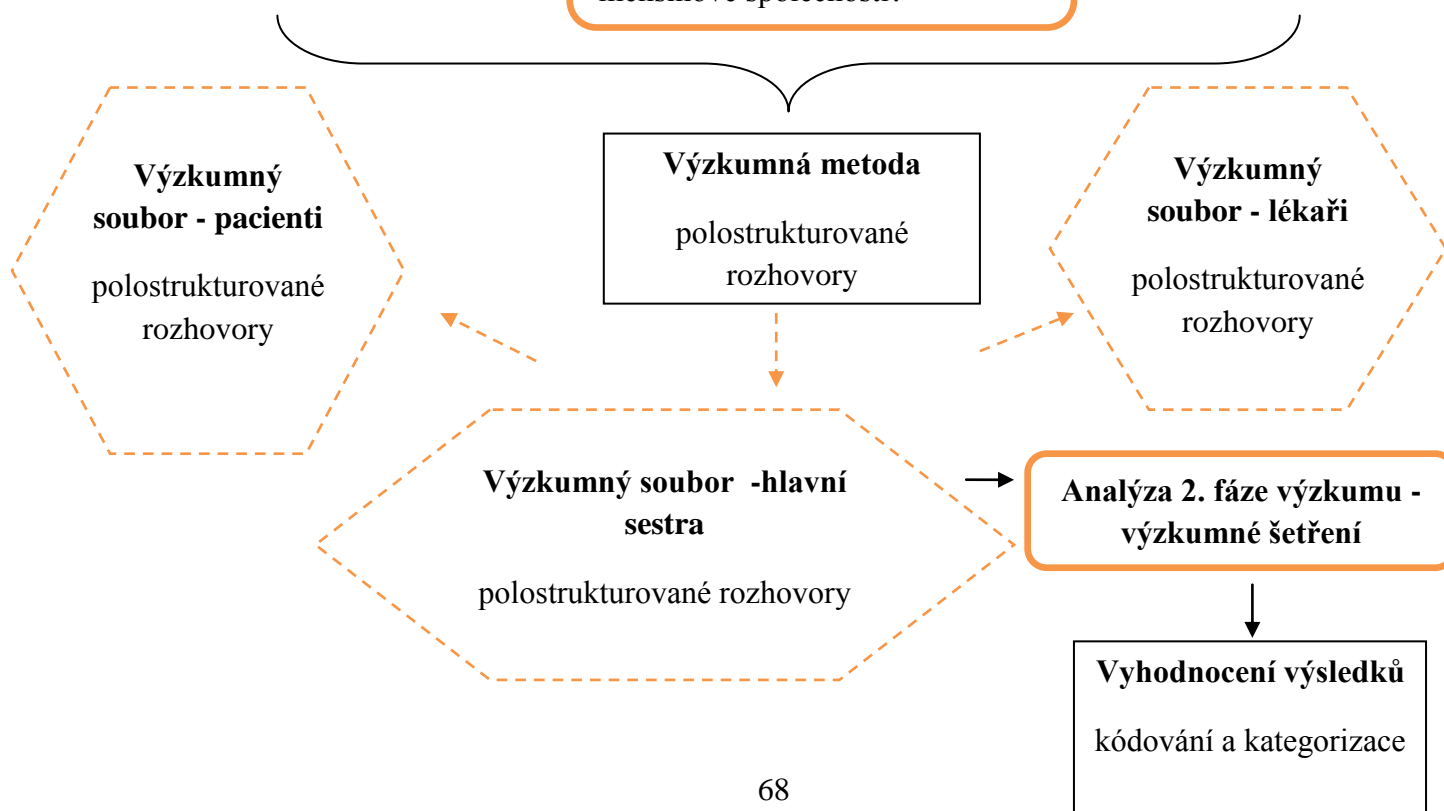 společnosti.
Výzkumný
soubor - pacienti
polostrukturované
rozhovory
Výzkumná metoda
polostrukturované
rozhovory
Výzkumný
soubor - lékaři
polostrukturované
rozhovory
Výzkumný soubor -hlavní
sestra
polostrukturované rozhovory
Analýza 2. fáze výzkumu -
výzkumné šetření
Vyhodnocení výsledků
kódování a kategorizace
68